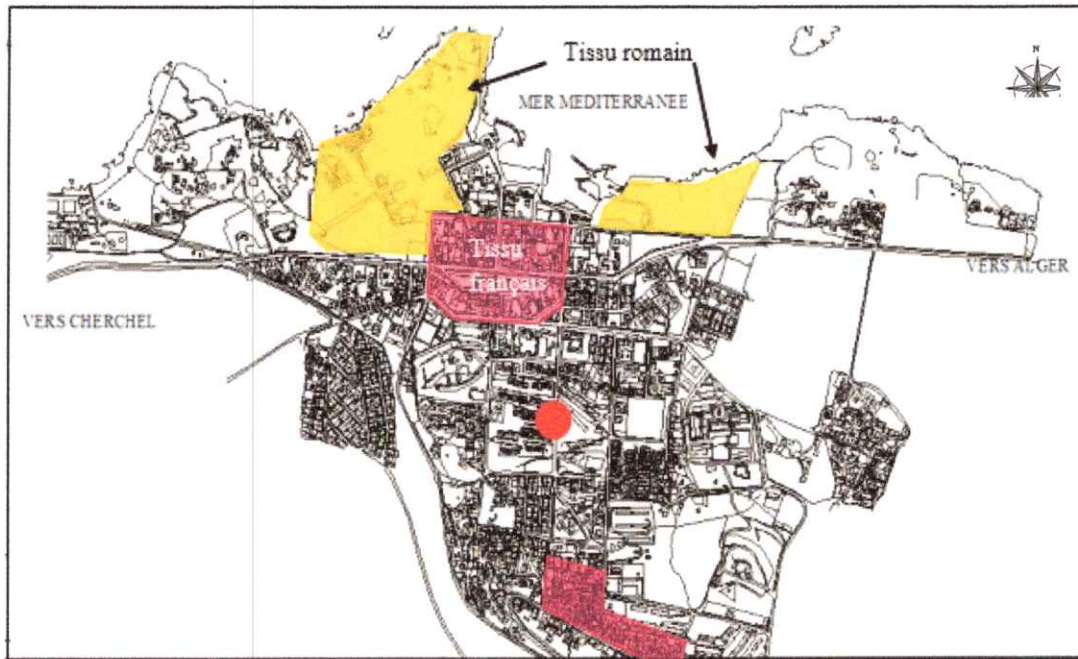 N
Tissu romain
MER MEDITERRANEE
Tissu
français
VERS ALGER
VERS CHERCHEL